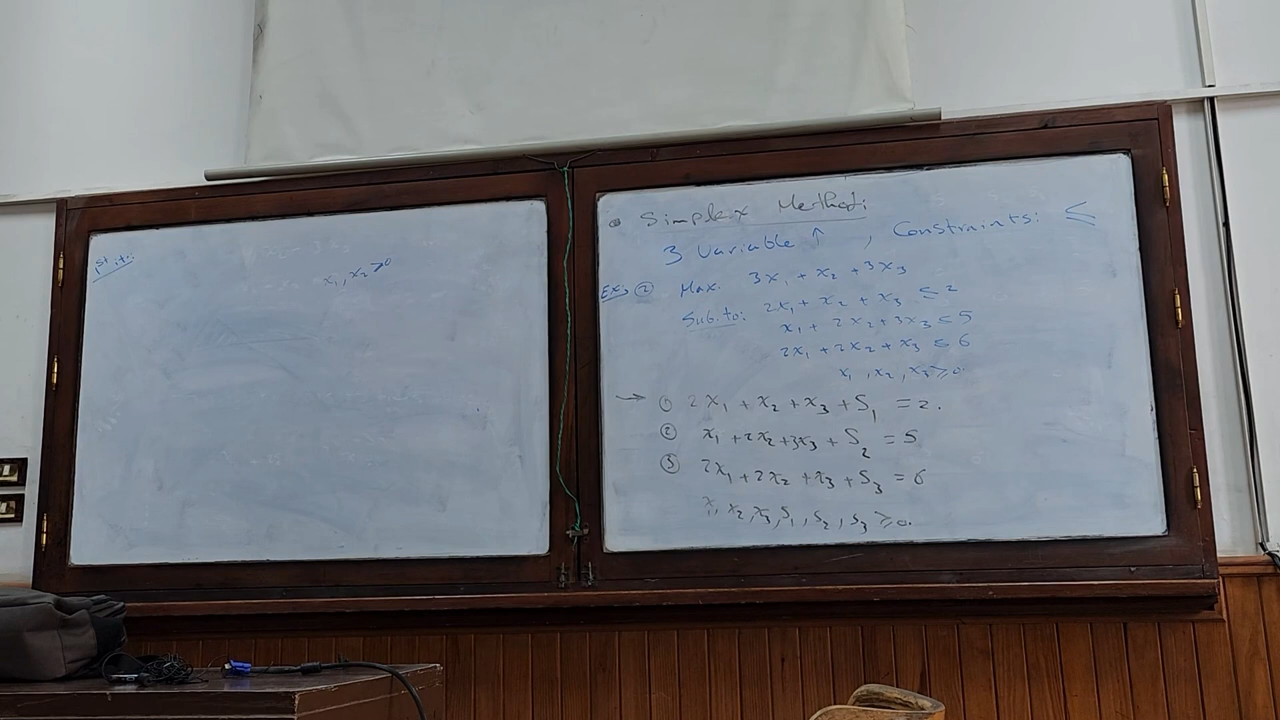 1st it.:
x₁, x₂ ≥ 0
• Simplex Method:
3 Variable ↑ , Constraints: ≤
Ex: ② Max. 3x₁ + x₂ + 3x₃
Sub. to: 2x₁ + x₂ + x₃ ≤ 2
x₁ + 2x₂ + 3x₃ ≤ 5
2x₁ + 2x₂ + x₃ ≤ 6
x₁, x₂, x₃ ≥ 0.
→ ① 2x₁ + x₂ + x₃ + S₁ = 2.
② x₁ + 2x₂ + 3x₃ + S₂ = 5
③ 2x₁ + 2x₂ + x₃ + S₃ = 6
x₁, x₂, x₃, S₁, S₂, S₃ ≥ 0.